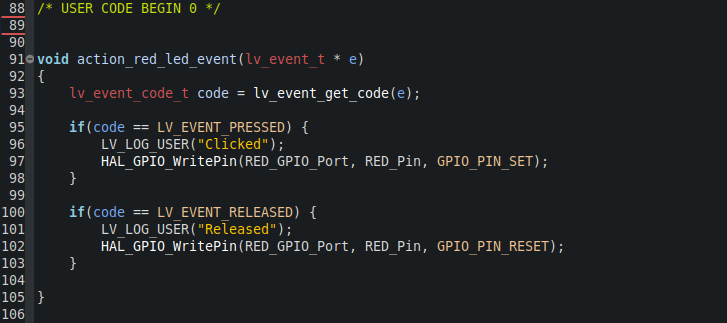 88 /* USER CODE BEGIN 0 */
89
90
91 void action_red_led_event(lv_event_t * e)
92 {
93     lv_event_code_t code = lv_event_get_code(e);
94
95     if(code == LV_EVENT_PRESSED) {
96         LV_LOG_USER("Clicked");
97         HAL_GPIO_WritePin(RED_GPIO_Port, RED_Pin, GPIO_PIN_SET);
98     }
99
100     if(code == LV_EVENT_RELEASED) {
101         LV_LOG_USER("Released");
102         HAL_GPIO_WritePin(RED_GPIO_Port, RED_Pin, GPIO_PIN_RESET);
103     }
104
105 }
106